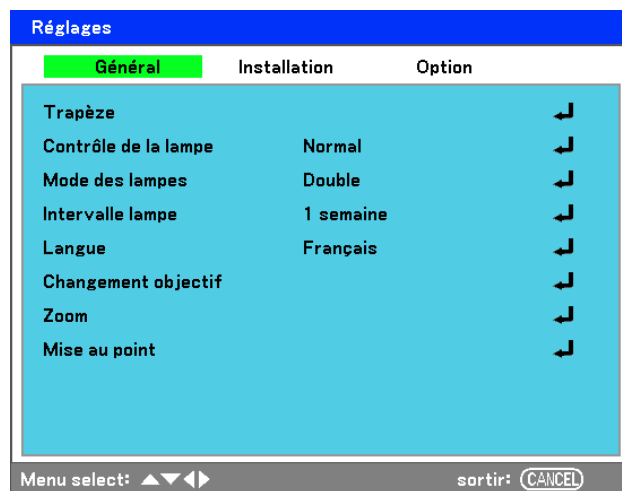 Réglages
Général Installation Option
Trapèze
Contrôle de la lampe Normal
Mode des lampes Double
Intervalle lampe 1 semaine
Langue Français
Changement objectif
Zoom
Mise au point
Menu select: ▲▼◀▶ sortir: CANCEL